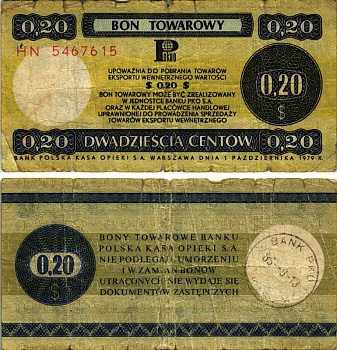 0,20 BON TOWAROWY 0,20
HN 5467615
P
PKO
UPOWAŻNIA DO POBRANIA TOWARÓW
EKSPORTU WEWNĘTRZNEGO WARTOŚCI
$ 0.20 $
BON TOWAROWY MOŻE BYĆ ZREALIZOWANY
W JEDNOSTCE BANKU PKO S.A.
ORAZ W KAŻDEJ PLACÓWCE HANDLOWEJ
UPRAWNIONEJ DO PROWADZENIA SPRZEDAŻY
TOWARÓW EKSPORTU WEWNĘTRZNEGO
0,20
$
0,20 DWADZIEŚCIA CENTÓW 0,20
BANK POLSKA KASA OPIEKI S.A. WARSZAWA DNIA 1 PAŹDZIERNIKA 1979 R.
0,20
$
BONY TOWAROWE BANKU
POLSKA KASA OPIEKI S.A.
NIE PODLEGAJĄ UMORZENIU
I W ZAMIAN BONÓW
UTRACONYCH NIE WYDAJE SIĘ
DOKUMENTÓW ZASTĘPCZYCH
BANK PKO